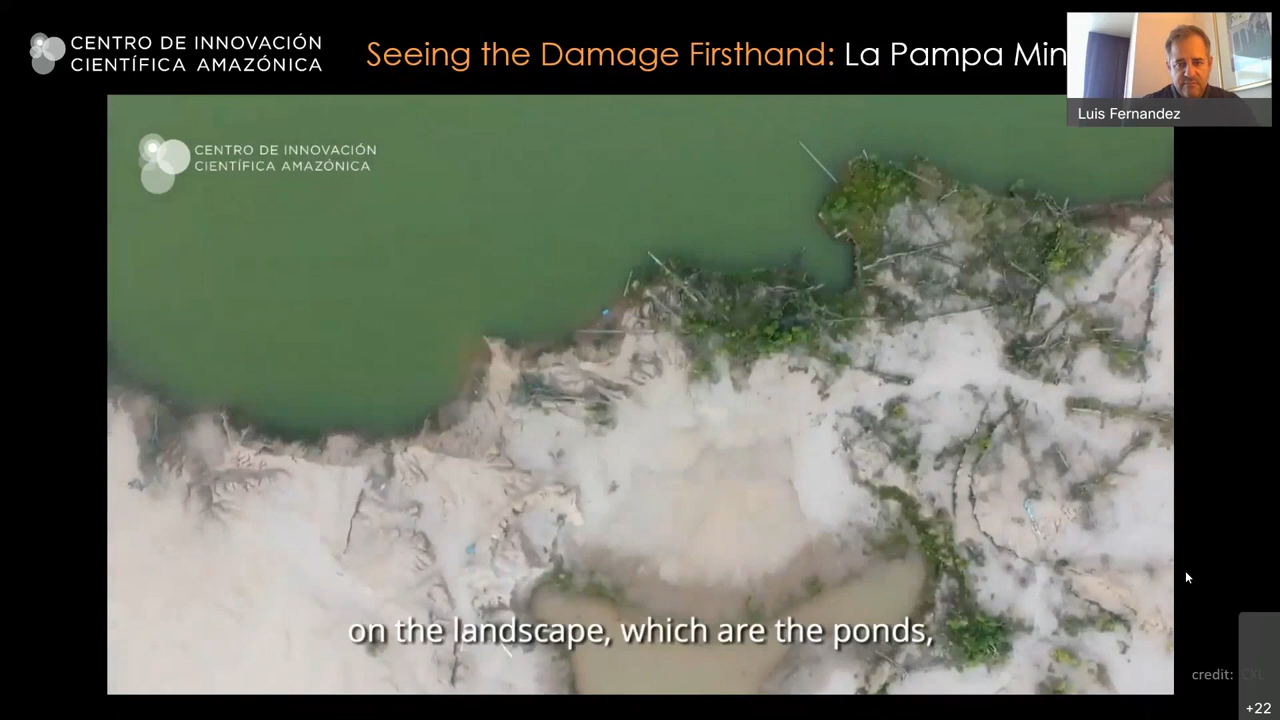 CENTRO DE INNOVACIÓN
CIENTÍFICA AMAZÓNICA
Seeing the Damage Firsthand: La Pampa Min
Luis Fernandez
CENTRO DE INNOVACIÓN
CIENTÍFICA AMAZÓNICA
on the landscape, which are the ponds,
credit:
+22